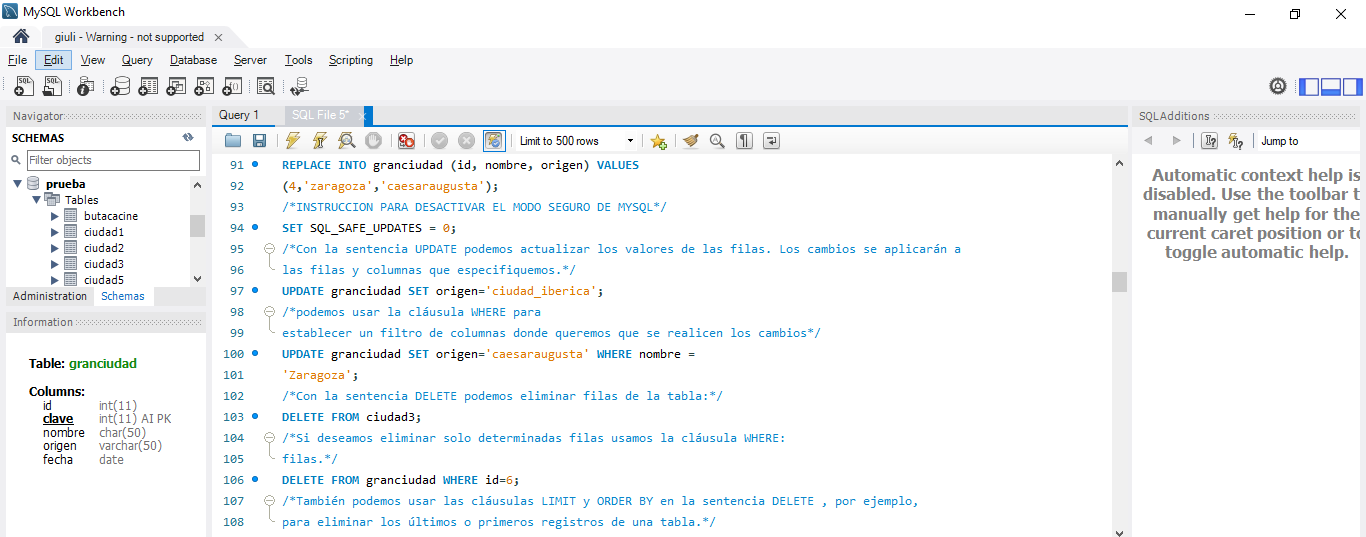 MySQL Workbench
giuli - Warning - not supported
File Edit View Query Database Server Tools Scripting Help
Navigator
SCHEMAS
Filter objects
prueba
Tables
butacacine
ciudad1
ciudad2
ciudad3
ciudad5
Administration Schemas
Information
Table: granciudad
Columns:
id int(11)
clave int(11) AI PK
nombre char(50)
origen varchar(50)
fecha date
Query 1 SQL File 5*
Limit to 500 rows
91 REPLACE INTO granciudad (id, nombre, origen) VALUES
92 (4,'zaragoza','caesaraugusta');
93 /*INSTRUCCION PARA DESACTIVAR EL MODO SEGURO DE MYSQL*/
94 SET SQL_SAFE_UPDATES = 0;
95 /*Con la sentencia UPDATE podemos actualizar los valores de las filas. Los cambios se aplicarán a
96 las filas y columnas que especifiquemos.*/
97 UPDATE granciudad SET origen='ciudad_iberica';
98 /*podemos usar la cláusula WHERE para
99 establecer un filtro de columnas donde queremos que se realicen los cambios*/
100 UPDATE granciudad SET origen='caesaraugusta' WHERE nombre =
101 'Zaragoza';
102 /*Con la sentencia DELETE podemos eliminar filas de la tabla:*/
103 DELETE FROM ciudad3;
104 /*Si deseamos eliminar solo determinadas filas usamos la cláusula WHERE:
105 filas.*/
106 DELETE FROM granciudad WHERE id=6;
107 /*También podemos usar las cláusulas LIMIT y ORDER BY en la sentencia DELETE , por ejemplo,
108 para eliminar los últimos o primeros registros de una tabla.*/
SQLAdditions
Jump to
Automatic context help is
disabled. Use the toolbar t
manually get help for the
current caret position or to
toggle automatic help.